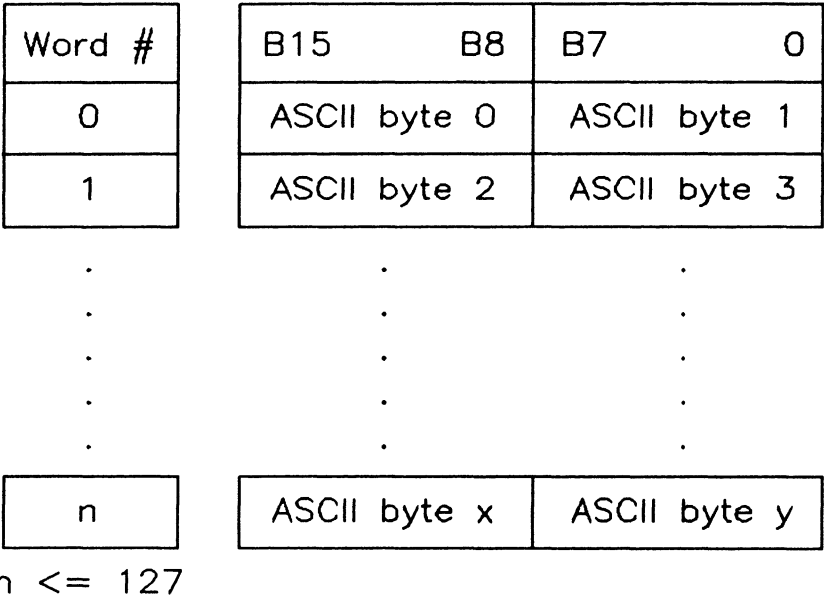 Word # B15 B8 B7 0
0 ASCII byte 0 ASCII byte 1
1 ASCII byte 2 ASCII byte 3
. . .
. . .
. . .
. . .
. . .
n ASCII byte x ASCII byte y
n <= 127